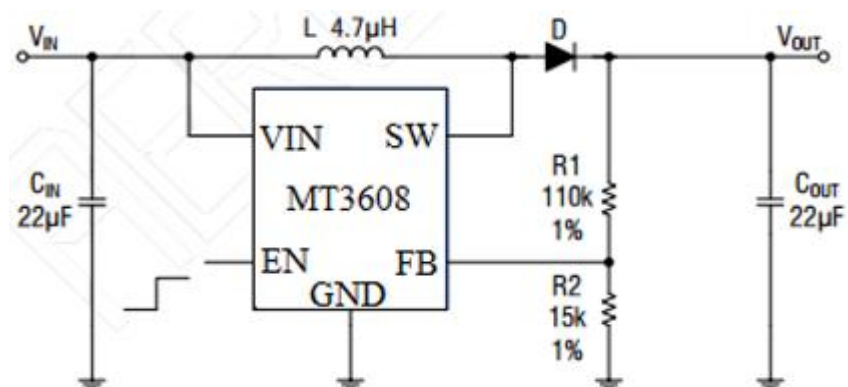 L 4.7μH
D
VIN
VOUT
VIN
SW
MT3608
EN
FB
GND
CIN
22μF
R1
110k
1%
R2
15k
1%
COUT
22μF